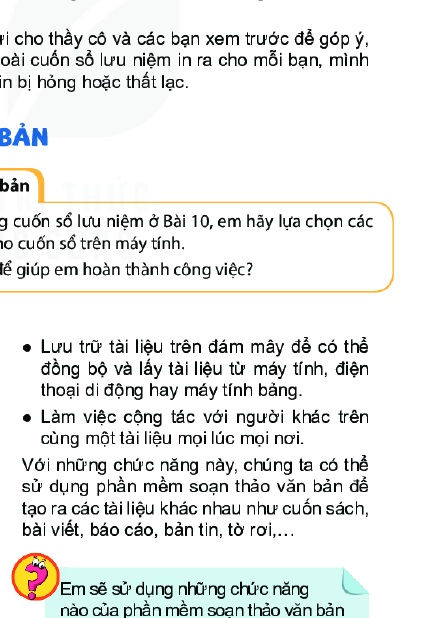 cho thầy cô và các bạn xem trước để góp ý,
cuốn sổ lưu niệm in ra cho mỗi bạn, mình
in bị hỏng hoặc thất lạc.
BẢN
bản
cuốn sổ lưu niệm ở Bài 10, em hãy lựa chọn các
cuốn sổ trên máy tính.
để giúp em hoàn thành công việc?
• Lưu trữ tài liệu trên đám mây để có thể
đồng bộ và lấy tài liệu từ máy tính, điện
thoại di động hay máy tính bảng.
• Làm việc cộng tác với người khác trên
cùng một tài liệu mọi lúc mọi nơi.
Với những chức năng này, chúng ta có thể
sử dụng phần mềm soạn thảo văn bản để
tạo ra các tài liệu khác nhau như cuốn sách,
bài viết, báo cáo, bản tin, tờ rơi,...
Em sẽ sử dụng những chức năng
nào của phần mềm soạn thảo văn bản